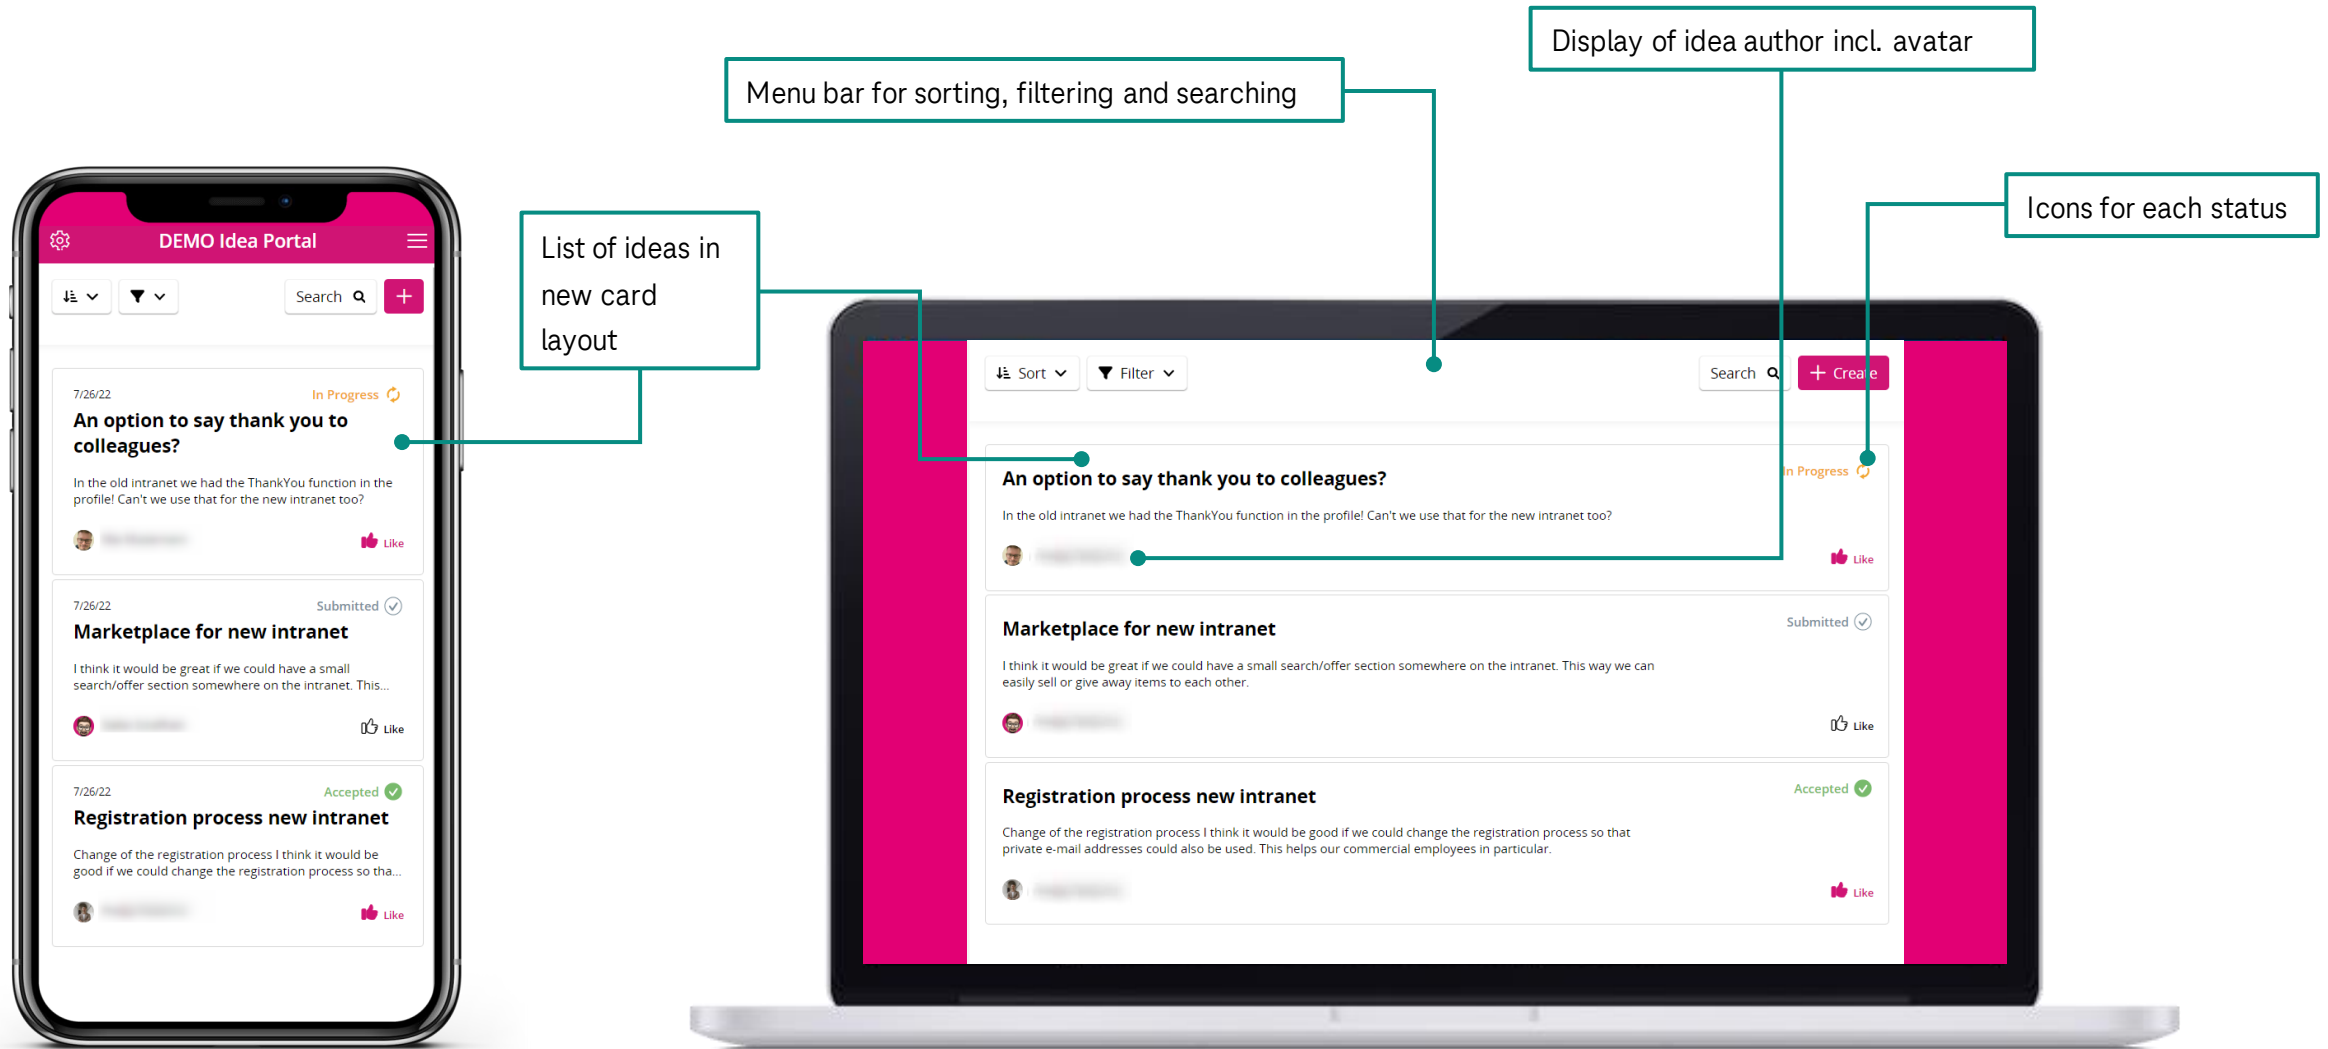 Display of idea author incl. avatar
Menu bar for sorting, filtering and searching
Icons for each status
List of ideas in
new card
layout
DEMO Idea Portal
Search
7/26/22
In Progress
An option to say thank you to
colleagues?
In the old intranet we had the ThankYou function in the
profile! Can't we use that for the new intranet too?
Like
7/26/22
Submitted
Marketplace for new intranet
I think it would be great if we could have a small
search/offer section somewhere on the intranet. This...
Like
7/26/22
Accepted
Registration process new intranet
Change of the registration process I think it would be
good if we could change the registration process so tha...
Like
Sort
Filter
Search
+ Create
In Progress
An option to say thank you to colleagues?
In the old intranet we had the ThankYou function in the profile! Can't we use that for the new intranet too?
Like
Submitted
Marketplace for new intranet
I think it would be great if we could have a small search/offer section somewhere on the intranet. This way we can
easily sell or give away items to each other.
Like
Accepted
Registration process new intranet
Change of the registration process I think it would be good if we could change the registration process so that
private e-mail addresses could also be used. This helps our commercial employees in particular.
Like